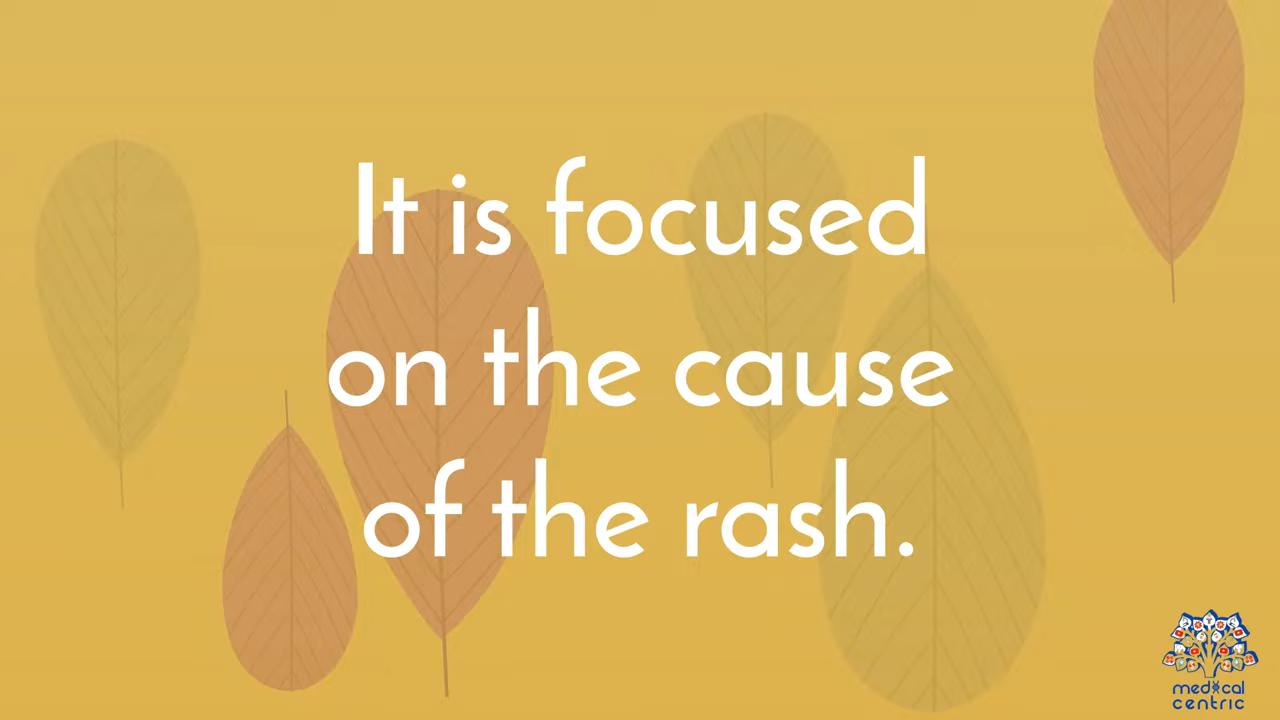 It is focused
on the cause
of the rash.
medical
centric